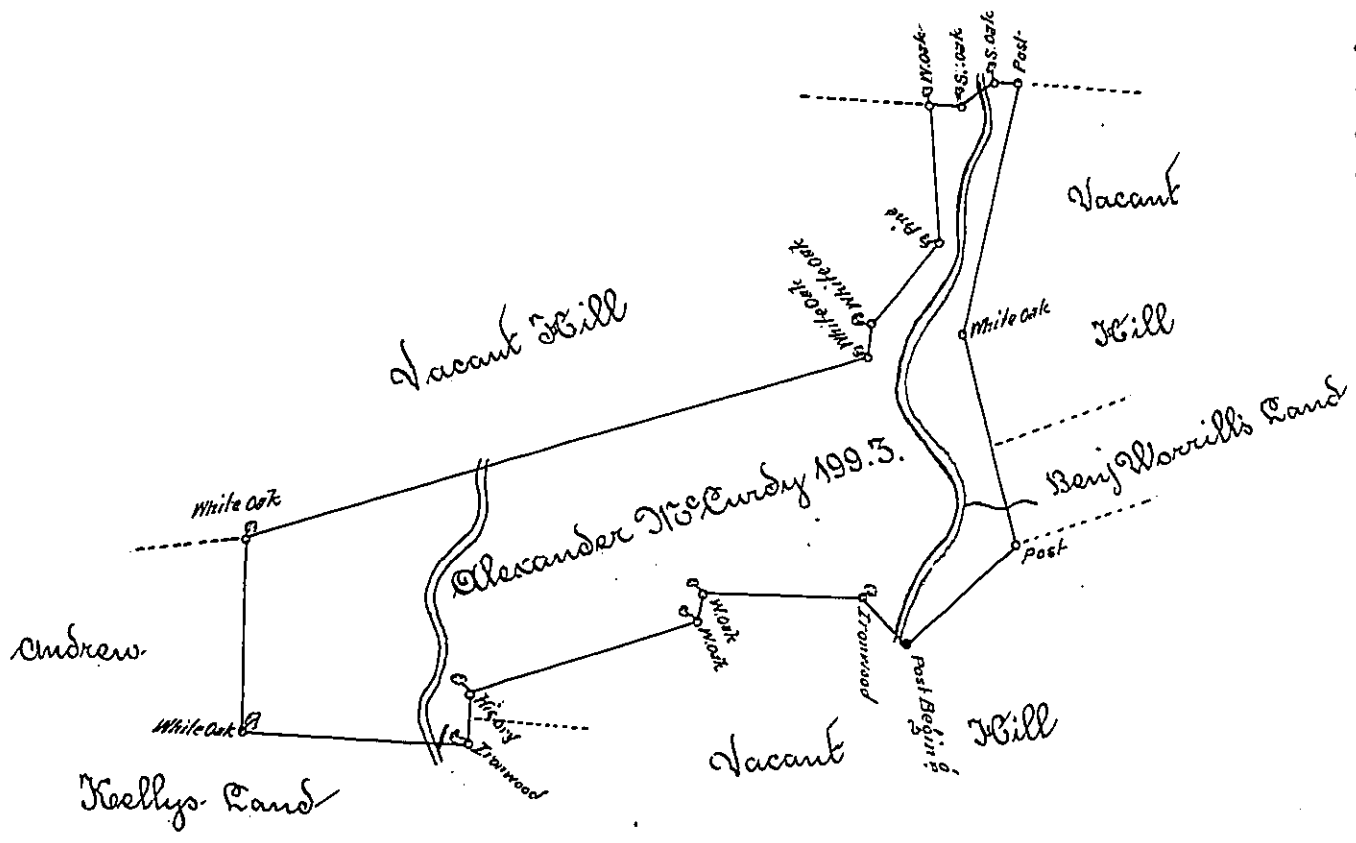 W.oak
S.oak
S.oak
Post
Vacant
Pine
White Oak
White Oak
White Oak
Hill
Vacant Hill
Benj Worrills Land
Alexander McCurdy 199.3.
White Oak
Post
W.oak
W.oak
Ironwood
Andrew
Hicory
Post Begining
Hill
White Oak
Ironwood
Vacant
Kellys Land